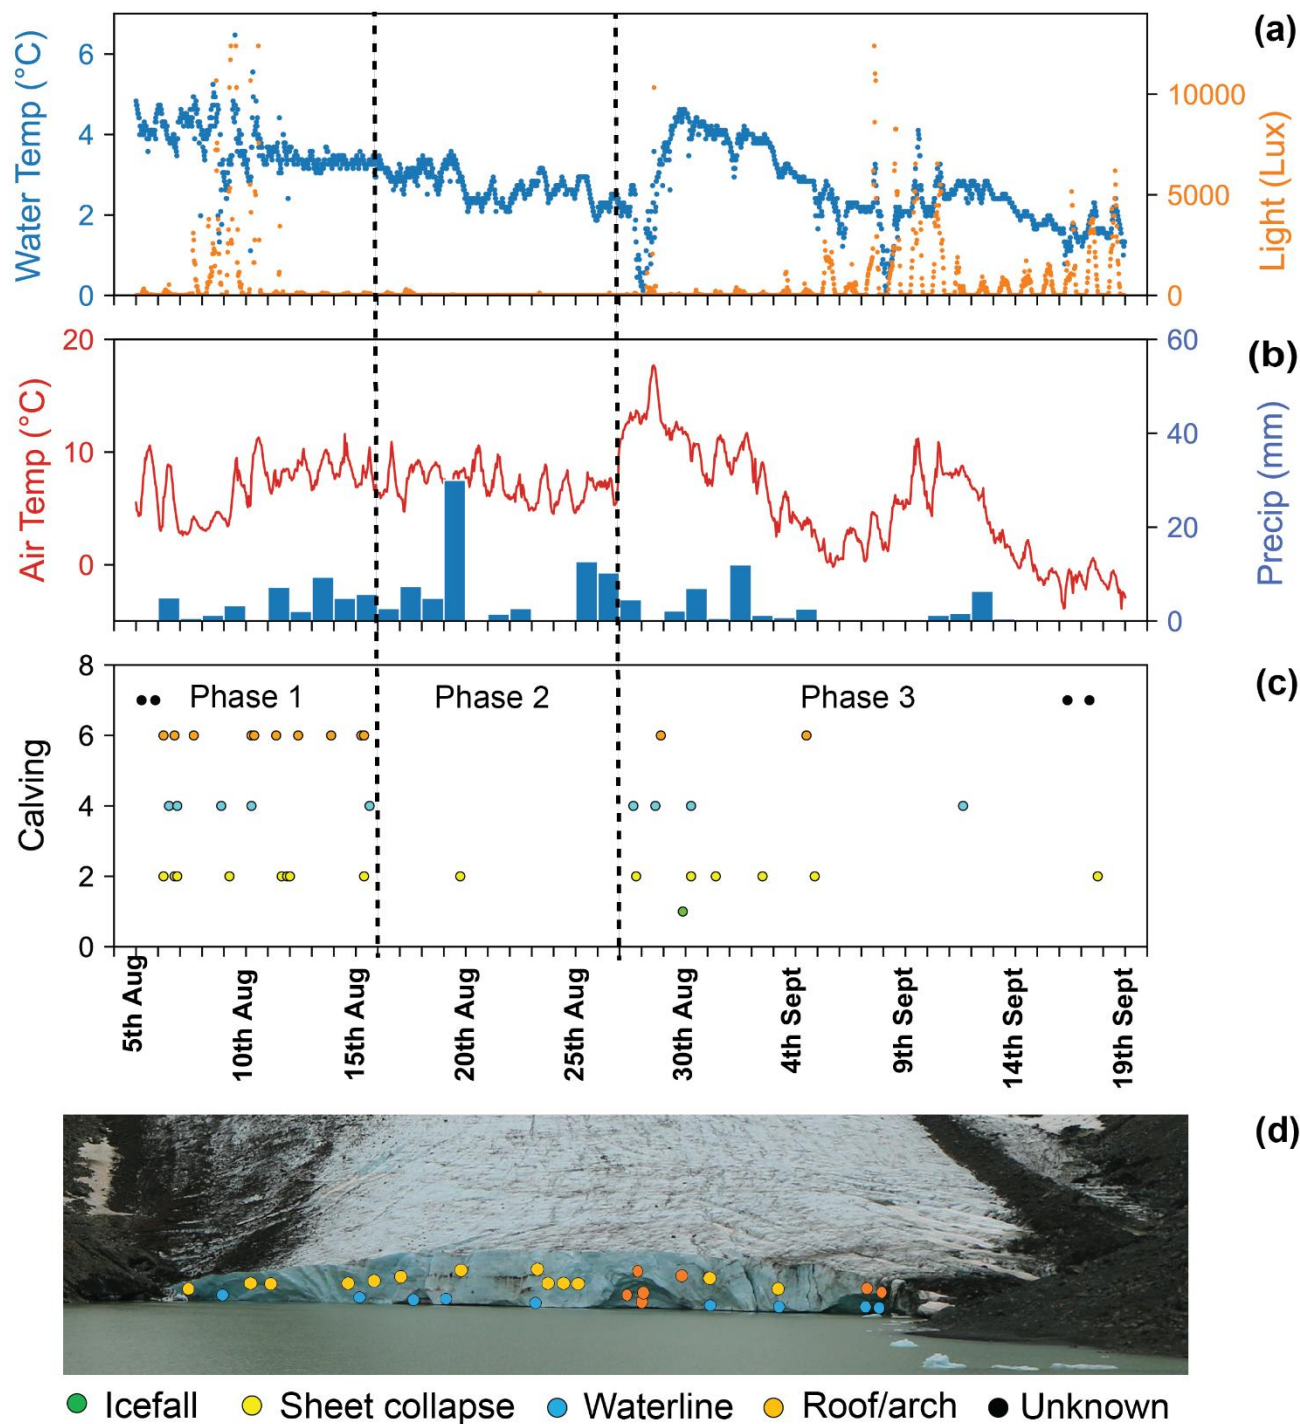 (a)
Water Temp (°C)
6
4
2
0
Light (Lux)
10000
5000
0
(b)
Air Temp (°C)
20
10
0
Precip (mm)
60
40
20
0
(c)
Calving
8
6
4
2
0
Phase 1 Phase 2 Phase 3
5th Aug 10th Aug 15th Aug 20th Aug 25th Aug 30th Aug 4th Sept 9th Sept 14th Sept 19th Sept
(d)
Icefall Sheet collapse Waterline Roof/arch Unknown